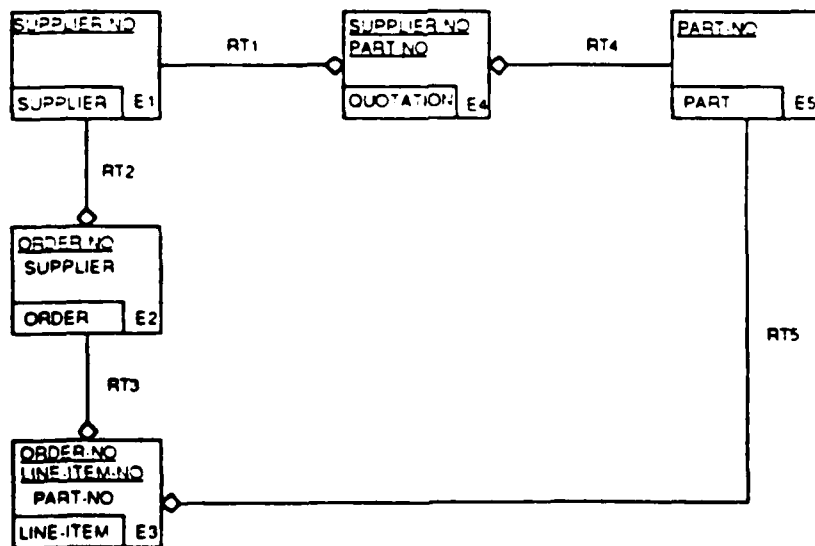 SUPPLIER-NO
SUPPLIER E1
RT1
SUPPLIER-NO
PART-NO
QUOTATION E4
RT4
PART-NO
PART E5
RT2
ORDER-NO
SUPPLIER
ORDER E2
RT3
RT5
ORDER-NO
LINE-ITEM-NO
PART-NO
LINE-ITEM E3